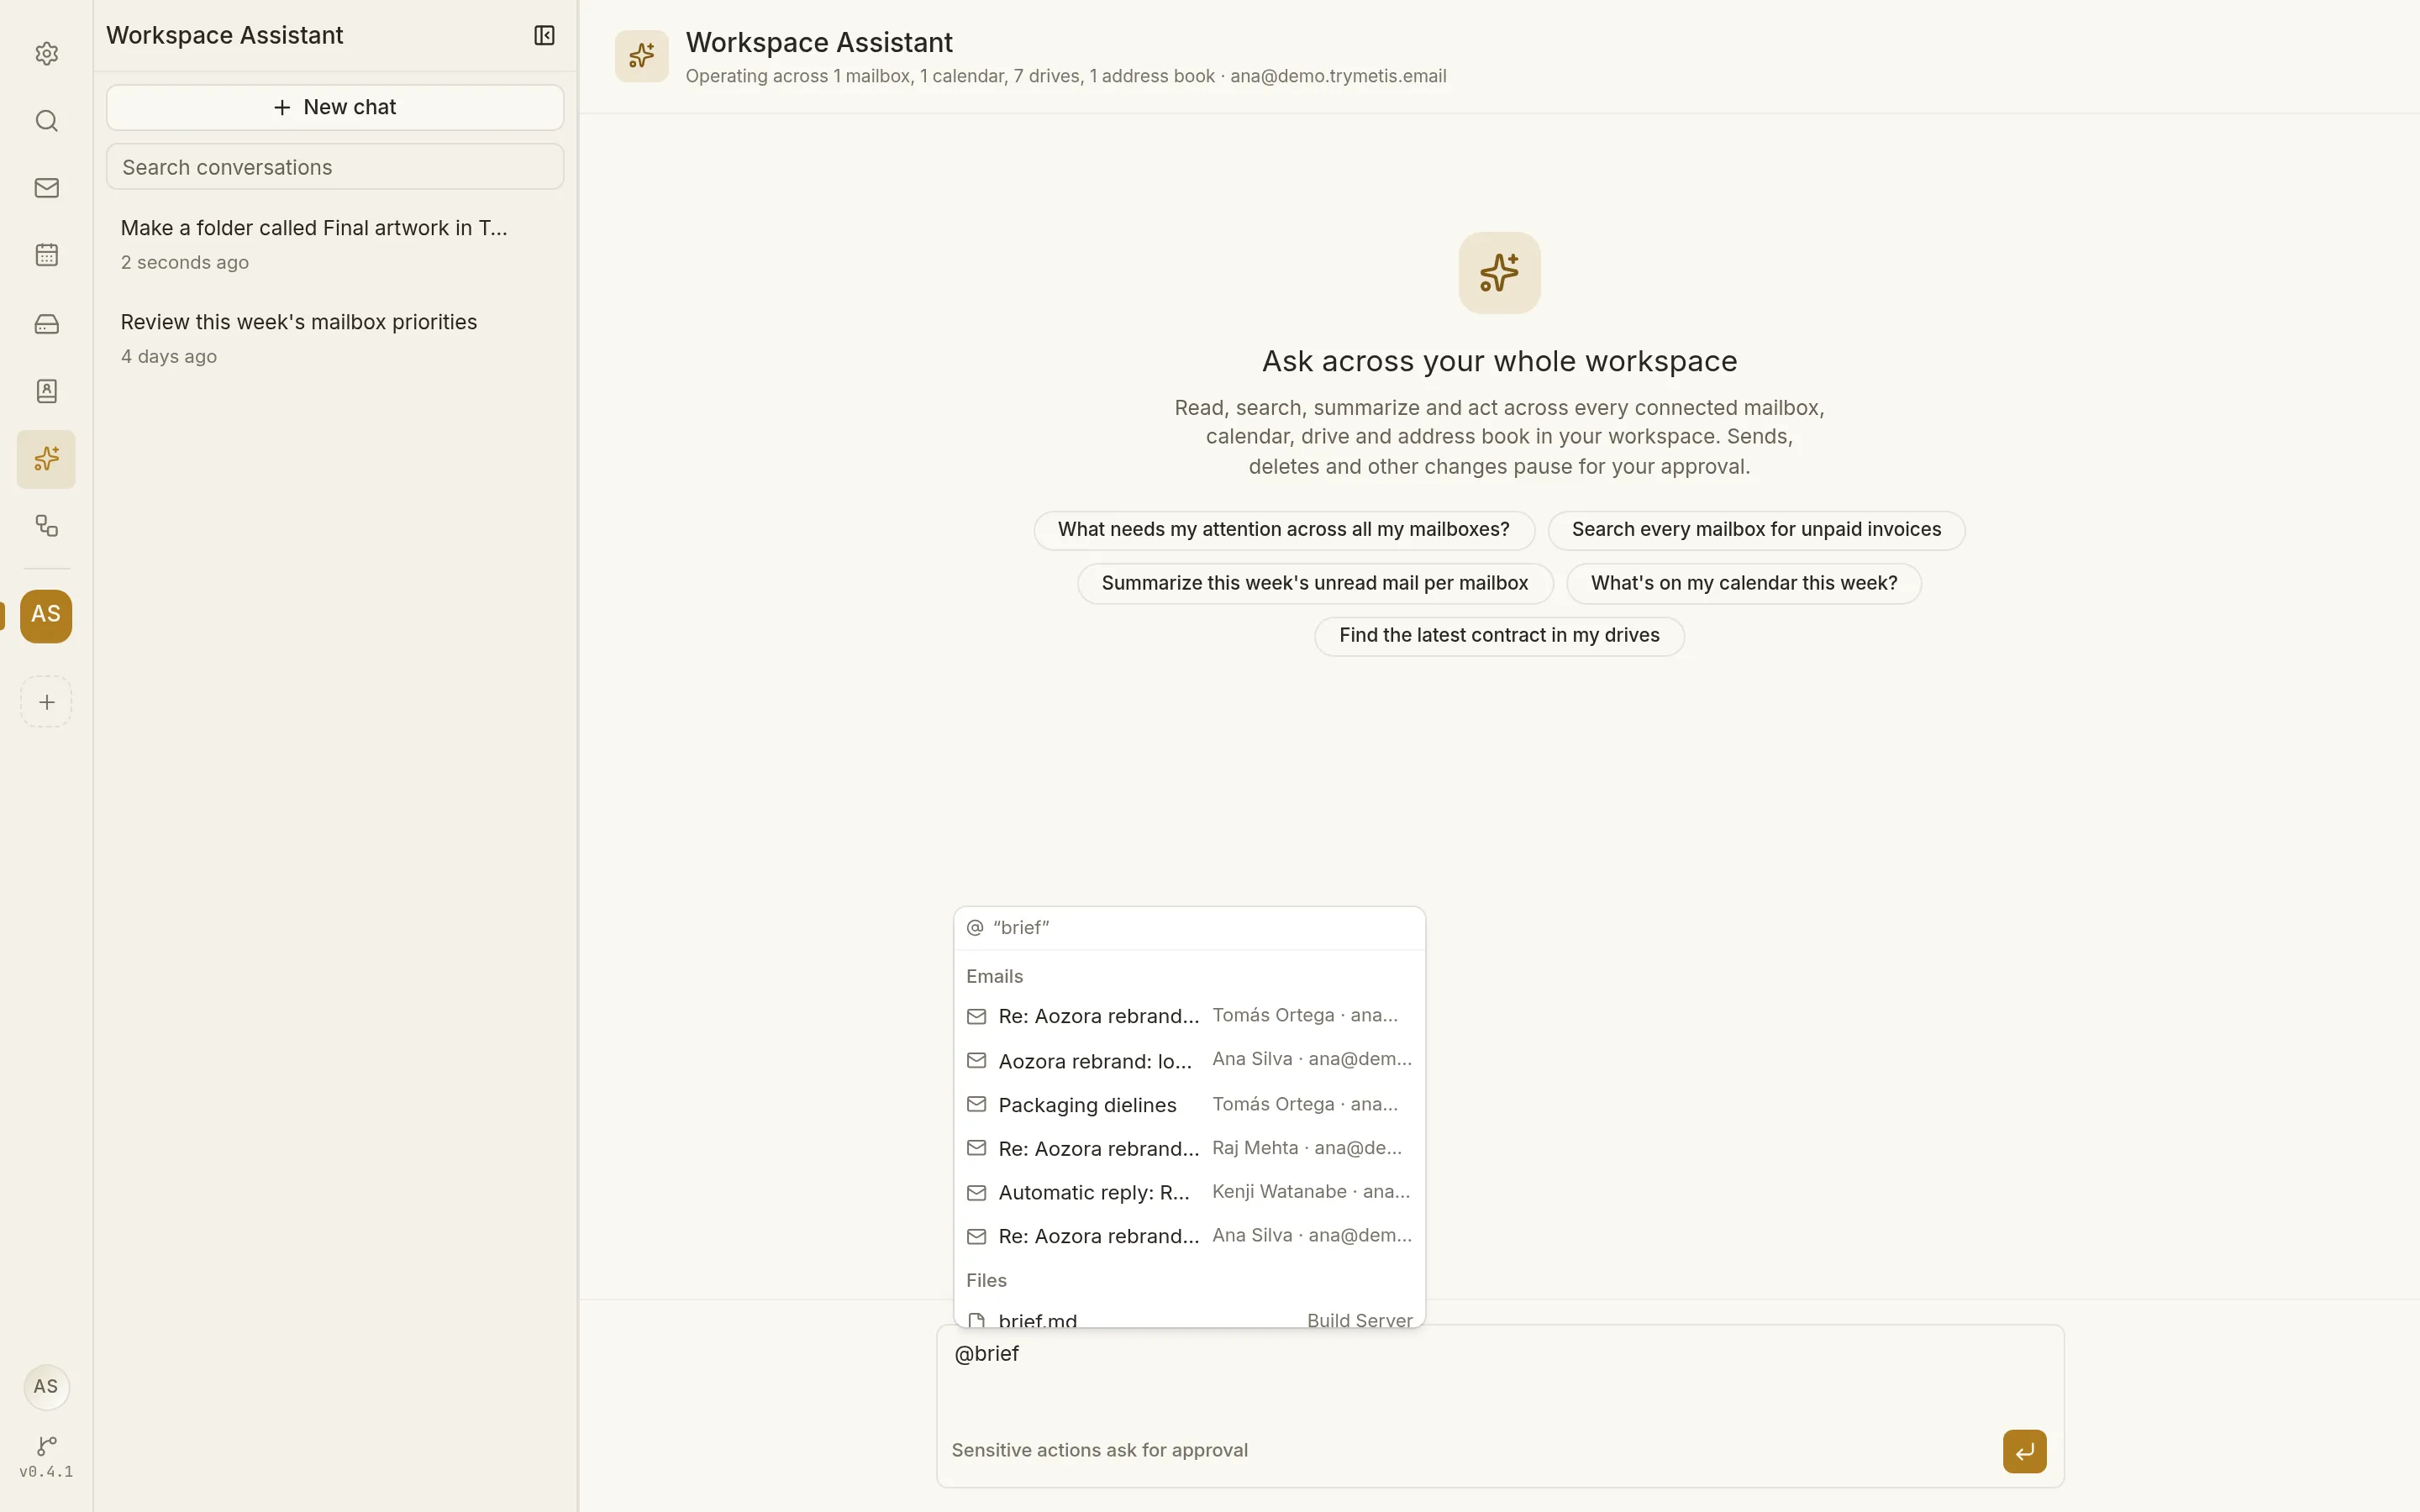 Workspace Assistant
New chat
Search conversations
Make a folder called Final artwork in T...
2 seconds ago
Review this week's mailbox priorities
4 days ago
AS
AS
v0.4.1
Workspace Assistant
Operating across 1 mailbox, 1 calendar, 7 drives, 1 address book · ana@demo.trymetis.email
Ask across your whole workspace
Read, search, summarize and act across every connected mailbox,
calendar, drive and address book in your workspace. Sends,
deletes and other changes pause for your approval.
What needs my attention across all my mailboxes?
Search every mailbox for unpaid invoices
Summarize this week's unread mail per mailbox
What's on my calendar this week?
Find the latest contract in my drives
@ “brief”
Emails
Re: Aozora rebrand... Tomás Ortega · ana...
Aozora rebrand: lo... Ana Silva · ana@dem...
Packaging dielines Tomás Ortega · ana...
Re: Aozora rebrand... Raj Mehta · ana@de...
Automatic reply: R... Kenji Watanabe · ana...
Re: Aozora rebrand... Ana Silva · ana@dem...
Files
brief.md Build Server
@brief
Sensitive actions ask for approval